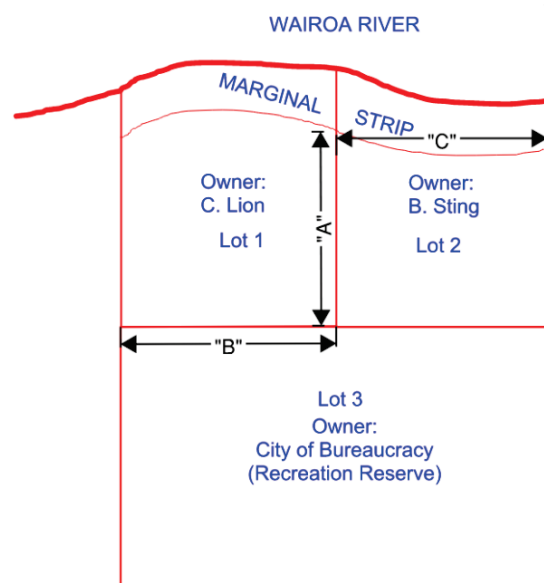 WAIROA RIVER
MARGINAL
STRIP
"C"
Owner:
C. Lion
Lot 1
"A"
Owner:
B. Sting
Lot 2
"B"
Lot 3
Owner:
City of Bureaucracy
(Recreation Reserve)